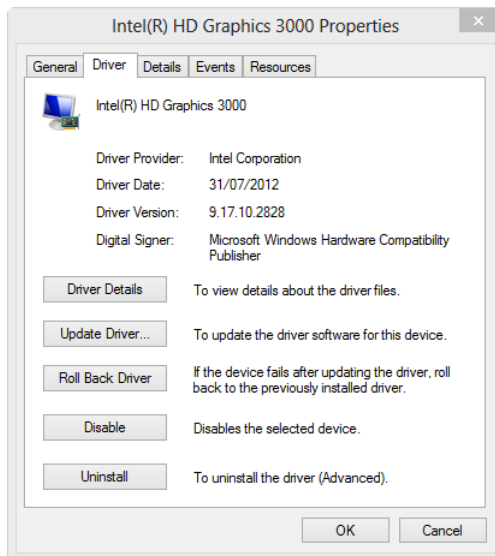 Intel(R) HD Graphics 3000 Properties
General Driver Details Events Resources
Intel(R) HD Graphics 3000
Driver Provider: Intel Corporation
Driver Date: 31/07/2012
Driver Version: 9.17.10.2828
Digital Signer: Microsoft Windows Hardware Compatibility
Publisher
Driver Details To view details about the driver files.
Update Driver... To update the driver software for this device.
Roll Back Driver If the device fails after updating the driver, roll
back to the previously installed driver.
Disable Disables the selected device.
Uninstall To uninstall the driver (Advanced).
OK Cancel